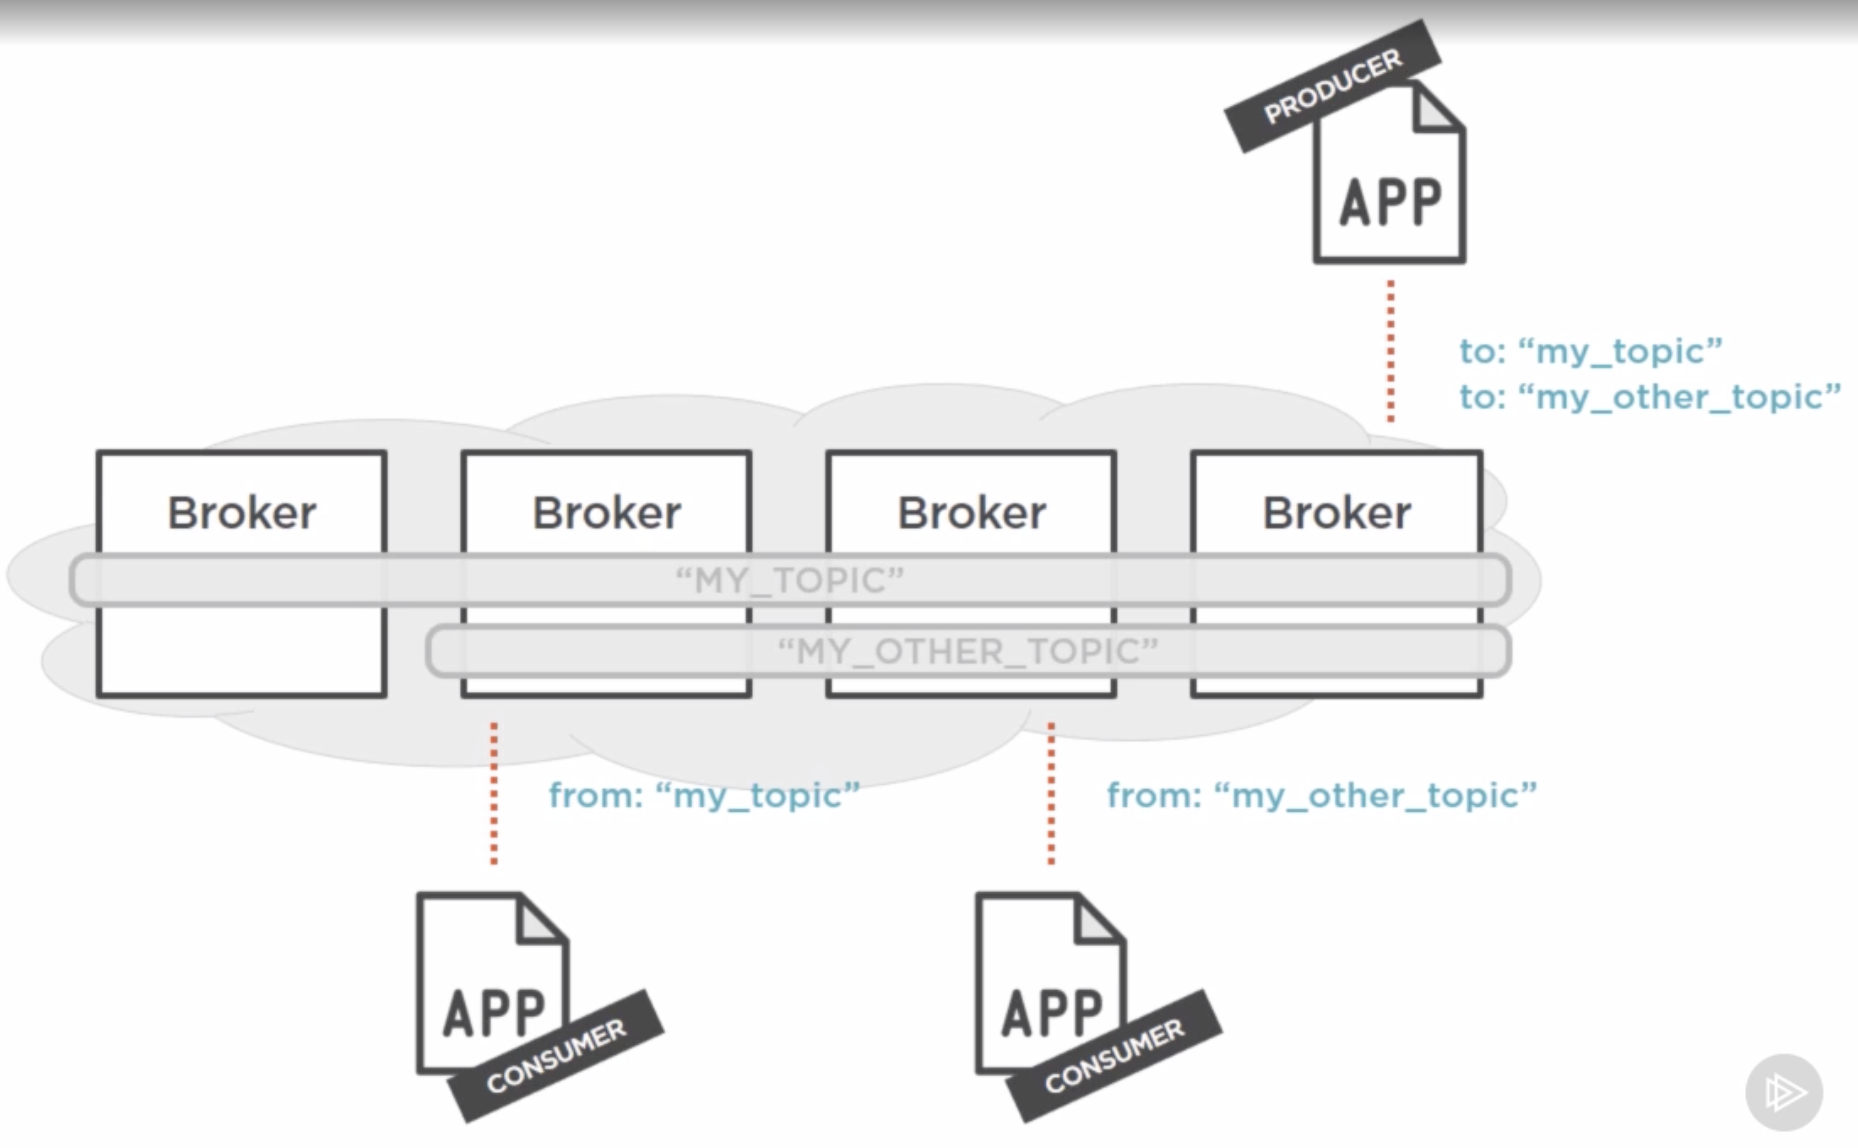 PRODUCER
APP
to: “my_topic”
to: “my_other_topic”
Broker
Broker
Broker
Broker
“MY_TOPIC”
“MY_OTHER_TOPIC”
from: “my_topic”
from: “my_other_topic”
APP
CONSUMER
APP
CONSUMER